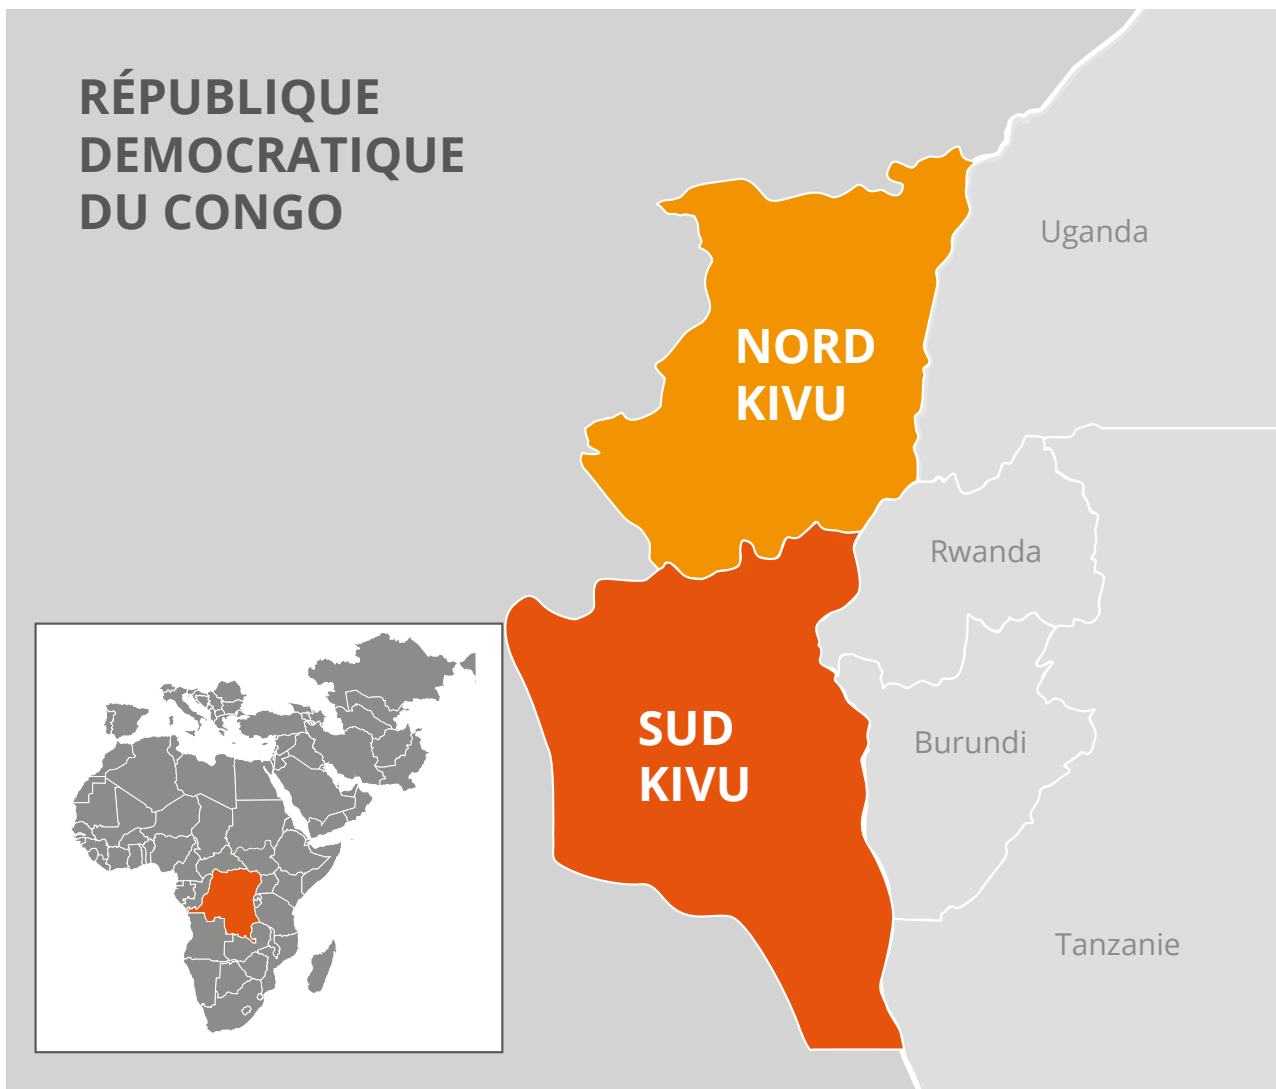 RÉPUBLIQUE
DEMOCRATIQUE
DU CONGO
Uganda
NORD
KIVU
Rwanda
SUD
KIVU
Burundi
Tanzanie